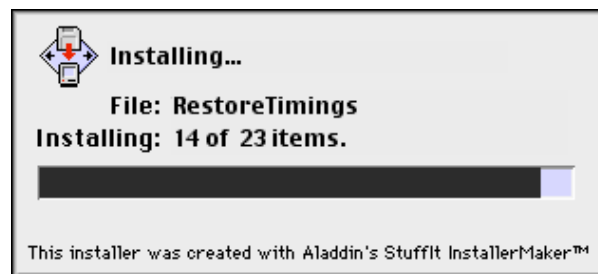 Installing...
File: RestoreTimings
Installing: 14 of 23 items.
This installer was created with Aladdin's StuffIt InstallerMaker™